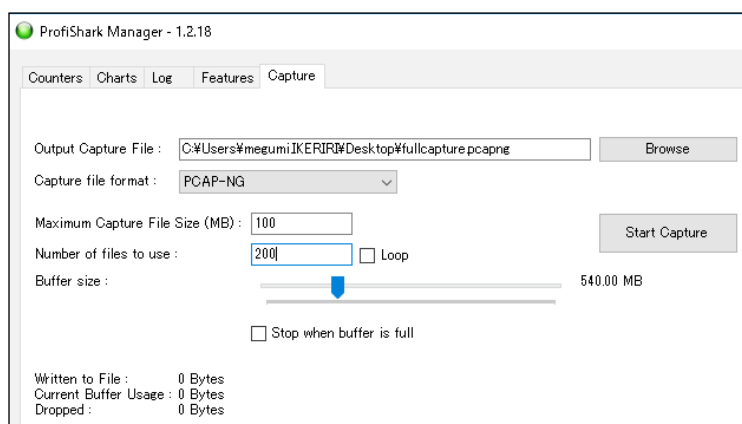 ProfiShark Manager - 1.2.18
Counters Charts Log Features Capture
Output Capture File : C:¥Users¥megumi.IKERIRI¥Desktop¥fullcapture.pcapng Browse
Capture file format : PCAP-NG
Maximum Capture File Size (MB) : 100
Start Capture
Number of files to use : 200 Loop
Buffer size : 540.00 MB
Stop when buffer is full
Written to File : 0 Bytes
Current Buffer Usage : 0 Bytes
Dropped : 0 Bytes